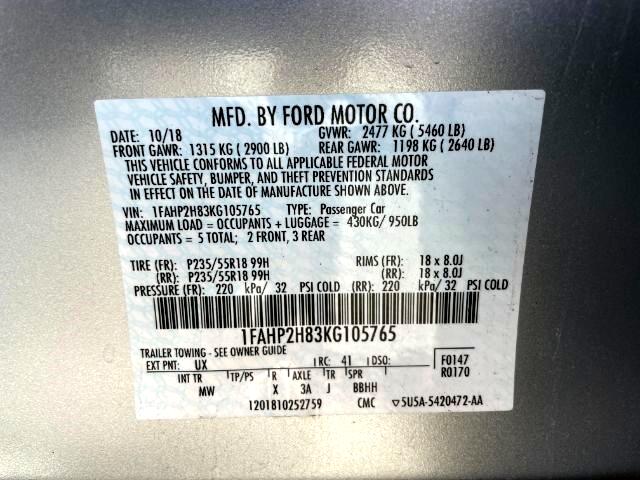 MFD. BY FORD MOTOR CO.
DATE: 10/18 GVWR: 2477 KG ( 5460 LB)
FRONT GAWR: 1315 KG ( 2900 LB) REAR GAWR: 1198 KG ( 2640 LB)
THIS VEHICLE CONFORMS TO ALL APPLICABLE FEDERAL MOTOR
VEHICLE SAFETY, BUMPER, AND THEFT PREVENTION STANDARDS
IN EFFECT ON THE DATE OF MANUFACTURE SHOWN ABOVE.
VIN: 1FAHP2H83KG105765 TYPE: Passenger Car
MAXIMUM LOAD = OCCUPANTS + LUGGAGE = 430KG/ 950LB
OCCUPANTS = 5 TOTAL; 2 FRONT, 3 REAR
TIRE (FR): P235/55R18 99H RIMS (FR): 18 x 8.0J
(RR): P235/55R18 99H (RR): 18 x 8.0J
PRESSURE (FR): 220 kPa/ 32 PSI COLD (RR): 220 kPa/ 32 PSI COLD
1FAHP2H83KG105765
TRAILER TOWING - SEE OWNER GUIDE
EXT PNT: UX RC: 41 DSO: F0147
INT TR TP/PS R AXLE TR SPR R0170
MW X 3A J BBHH
1201810252759 CMC ▽5U5A-5420472-AA